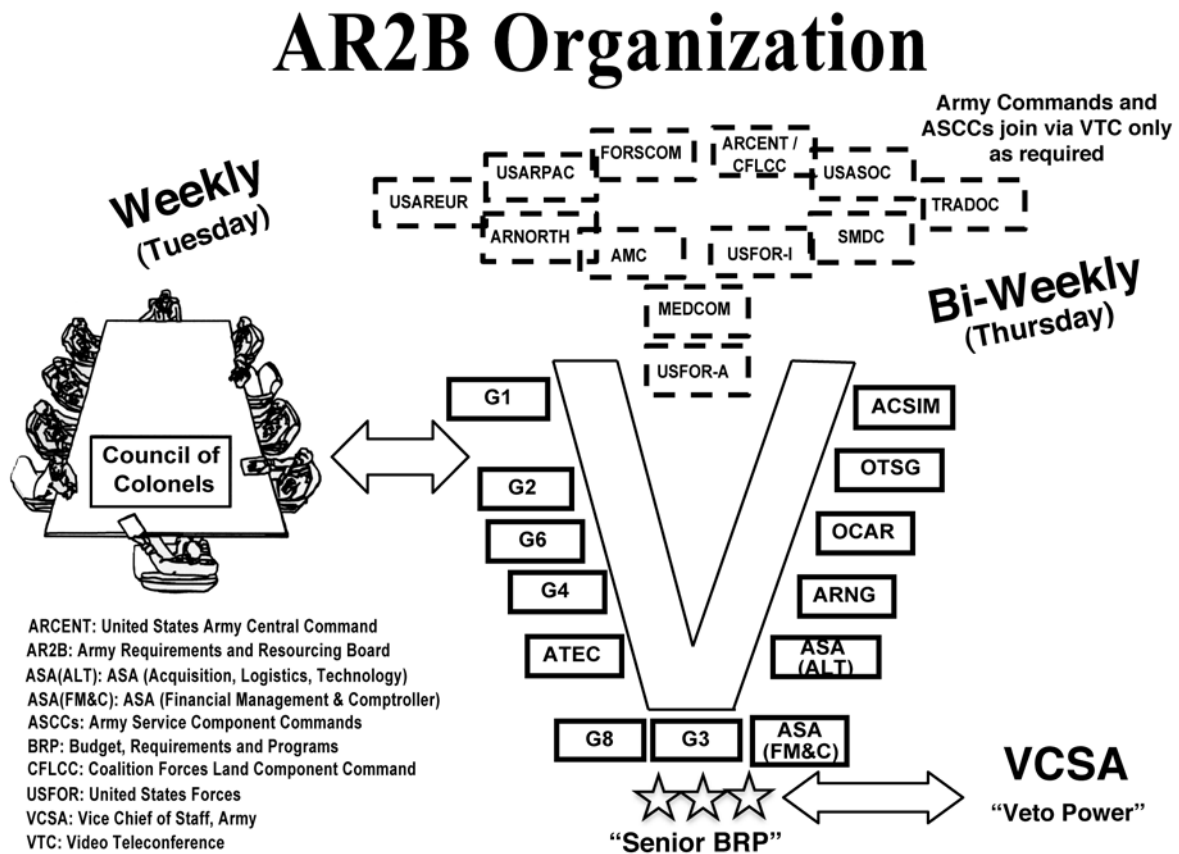 AR2B Organization
Army Commands and
ASCCs join via VTC only
as required
Weekly
(Tuesday)
FORSCOM
ARCENT /
CFLCC
USARPAC
USASOC
USAREUR
TRADOC
ARNORTH
AMC
USFOR-I
SMDC
MEDCOM
USFOR-A
Bi-Weekly
(Thursday)
Council of
Colonels
G1
G2
G6
G4
ATEC
G8
G3
ASA
(FM&C)
ACSIM
OTSG
OCAR
ARNG
ASA
(ALT)
"Senior BRP"
VCSA
"Veto Power"
ARCENT: United States Army Central Command
AR2B: Army Requirements and Resourcing Board
ASA(ALT): ASA (Acquisition, Logistics, Technology)
ASA(FM&C): ASA (Financial Management & Comptroller)
ASCCs: Army Service Component Commands
BRP: Budget, Requirements and Programs
CFLCC: Coalition Forces Land Component Command
USFOR: United States Forces
VCSA: Vice Chief of Staff, Army
VTC: Video Teleconference